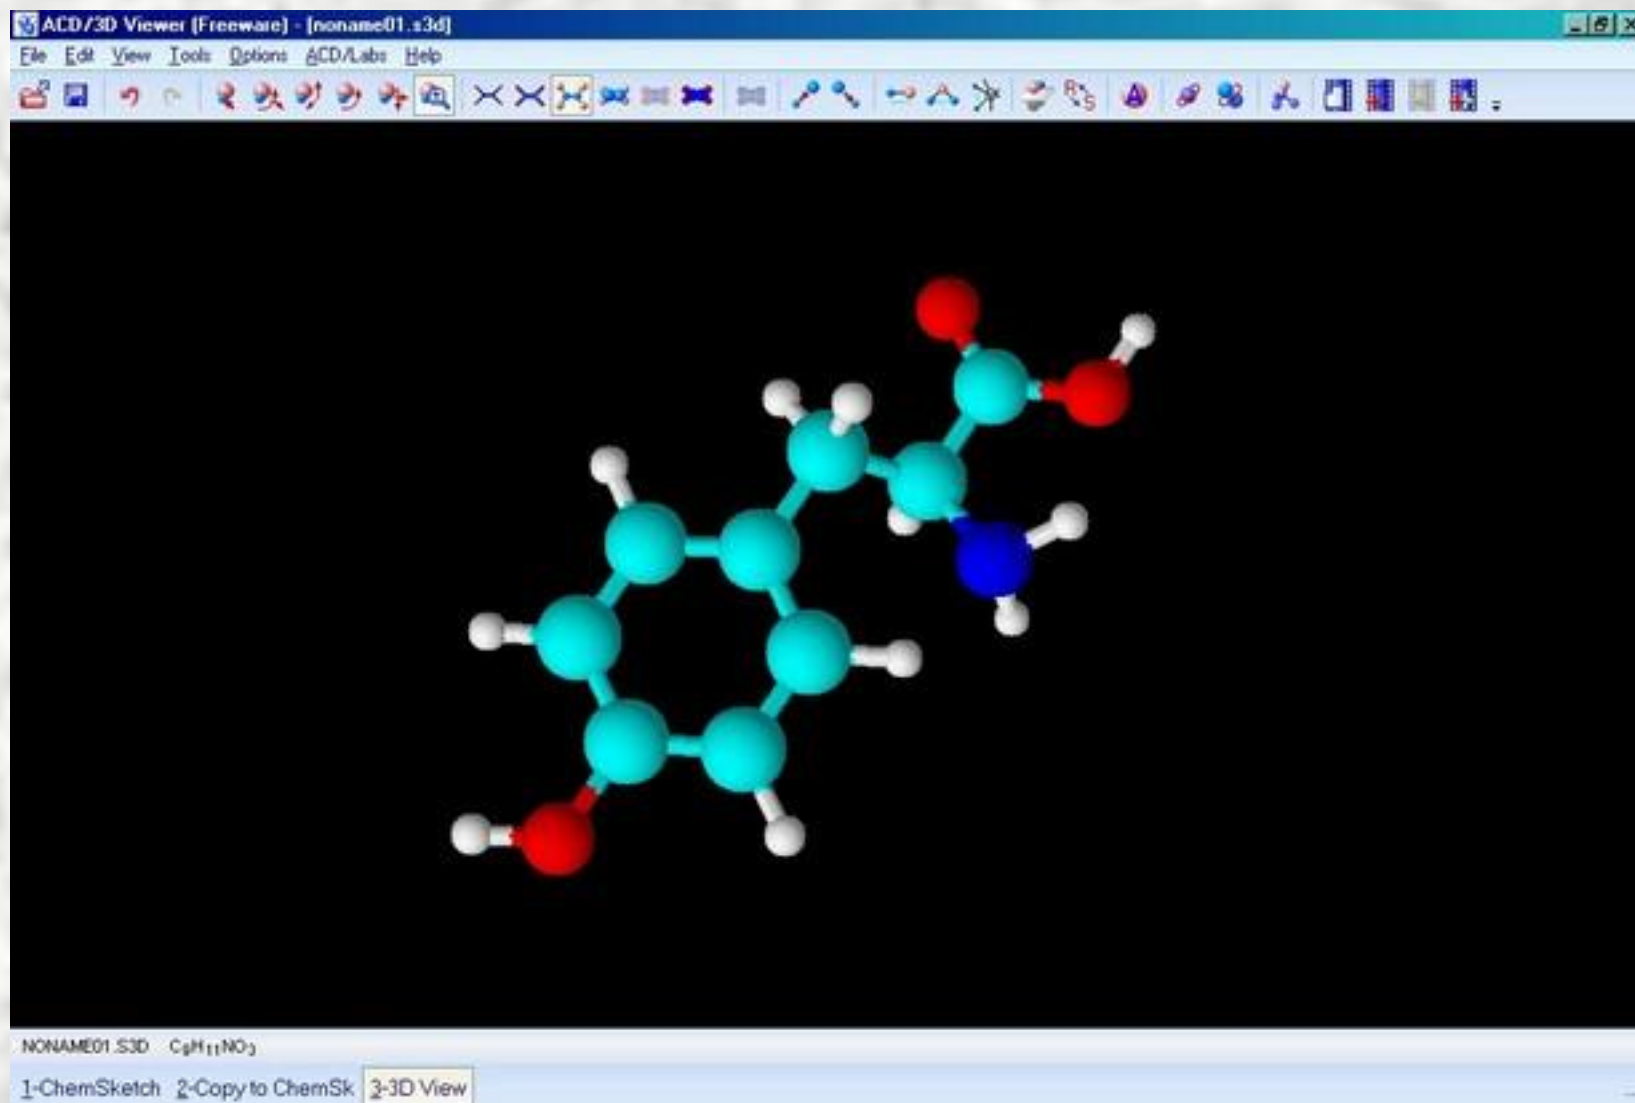 ACD/3D Viewer (Freeware) - [noname01.s3d]
File Edit View Tools Options ACD/Labs Help
NONAME01.S3D C₉H₁₁NO₃
1-ChemSketch 2-Copy to ChemSk 3-3D View